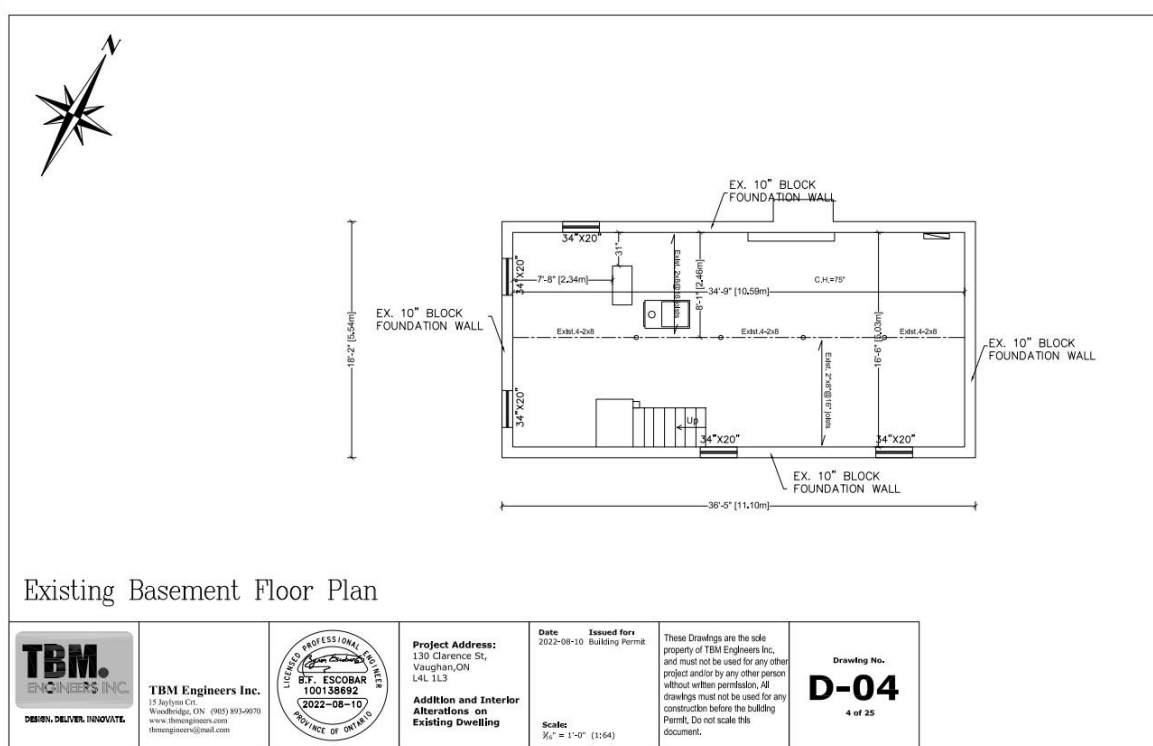 N
EX. 10" BLOCK
FOUNDATION WALL
34"X20"
31"
7'-8" [2.34m]
34"X20"
Exist. 2x8@16 joists
8'-1" [2.46m]
34'-9" [10.59m]
C.H.=75"
EX. 10" BLOCK
FOUNDATION WALL
18'-2" [5.54m]
Exist.4-2x8
Exist.4-2x8
Exist.4-2x8
16'-6" [5.03m]
EX. 10" BLOCK
FOUNDATION WALL
34"X20"
Exist. 2"x8"@16" joists
Up
34"X20"
34"X20"
EX. 10" BLOCK
FOUNDATION WALL
36'-5" [11.10m]
Existing Basement Floor Plan
TBM.
ENGINEERS INC.
DESIGN. DELIVER. INNOVATE.
TBM Engineers Inc.
15 Jaylynn Crt.
Woodbridge, ON (905) 893-9070
www.tbmengineers.com
tbmengineers@mail.com
LICENSED PROFESSIONAL ENGINEER
B.F. ESCOBAR
100138692
2022-08-10
PROVINCE OF ONTARIO
Project Address:
130 Clarence St,
Vaughan,ON
L4L 1L3
Addition and Interior
Alterations on
Existing Dwelling
Date Issued for:
2022-08-10 Building Permit
Scale:
3/16" = 1'-0" (1:64)
These Drawings are the sole
property of TBM Engineers Inc,
and must not be used for any other
project and/or by any other person
without written permission, All
drawings must not be used for any
construction before the building
Permit, Do not scale this
document.
Drawing No.
D-04
4 of 25